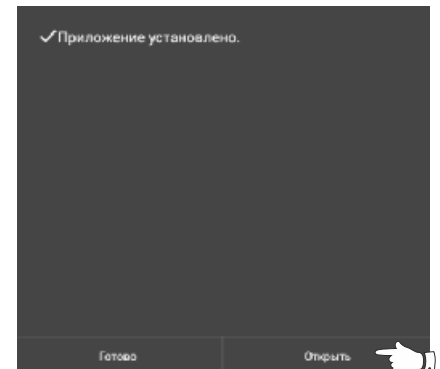 ✓Приложение установлено.
Готово
Открыть